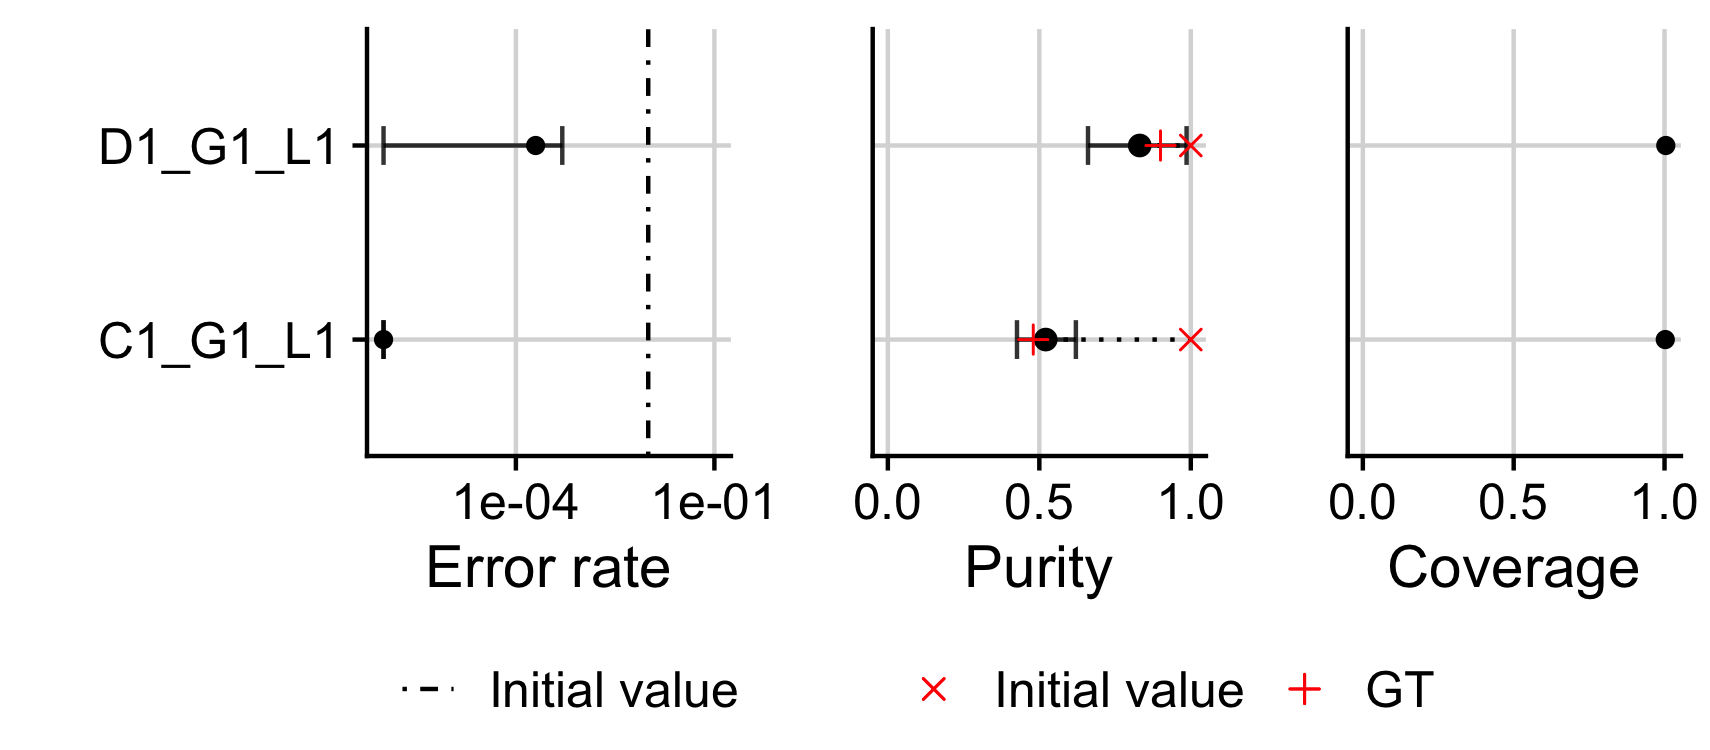 D1_G1_L1
C1_G1_L1
1e-04 1e-01
0.0 0.5 1.0
0.0 0.5 1.0
Error rate
Purity
Coverage
Initial value
Initial value
GT